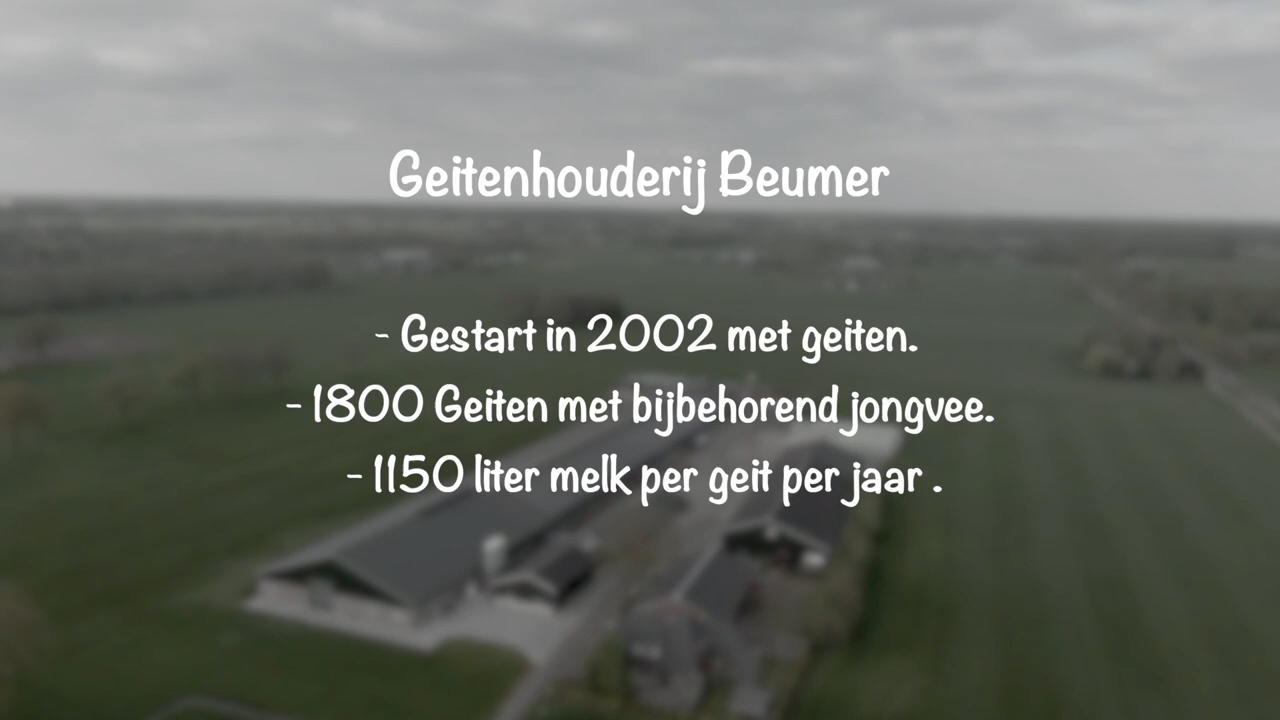 Geitenhouderij Beumer
- Gestart in 2002 met geiten.
- 1800 Geiten met bijbehorend jongvee.
- 1150 liter melk per geit per jaar .